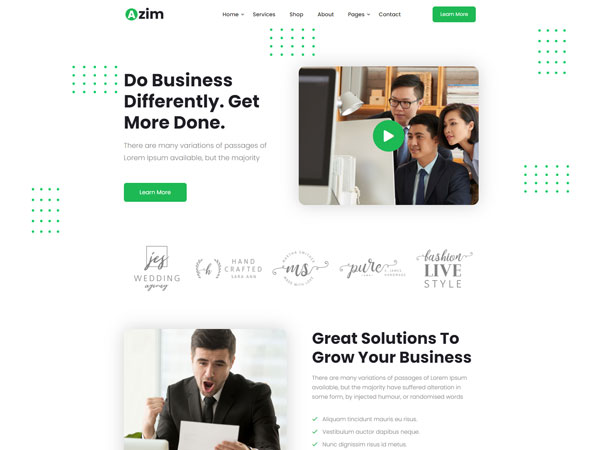 Azim
Home Services Shop About Pages Contact Learn More
Do Business
Differently. Get
More Done.
There are many variations of passages of
Lorem Ipsum available, but the majority
Learn More
jes
WEDDING
agency
h
HAND
CRAFTED
SARA ANN
ms
MADE WITH LOVE
pure
fashion
LIVE
STYLE
Great Solutions To
Grow Your Business
There are many variations of passages of Lorem Ipsum
available, but the majority have suffered alteration in
some form, by injected humour, or randomised words
Aliquam tincidunt mauris eu risus.
Vestibulum auctor dapibus neque.
Nunc dignissim risus id metus.